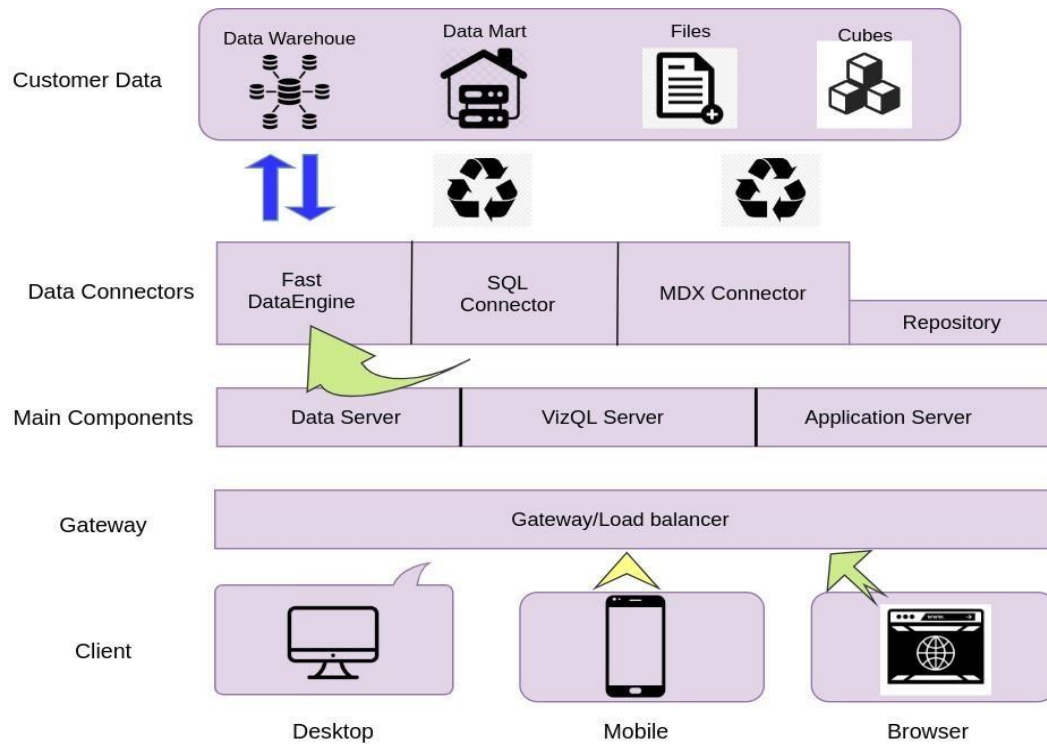 Data Warehoue
Data Mart
Files
Cubes
Customer Data
Data Connectors
Fast
DataEngine
SQL
Connector
MDX Connector
Repository
Main Components
Data Server
VizQL Server
Application Server
Gateway
Gateway/Load balancer
Client
www.
Desktop
Mobile
Browser